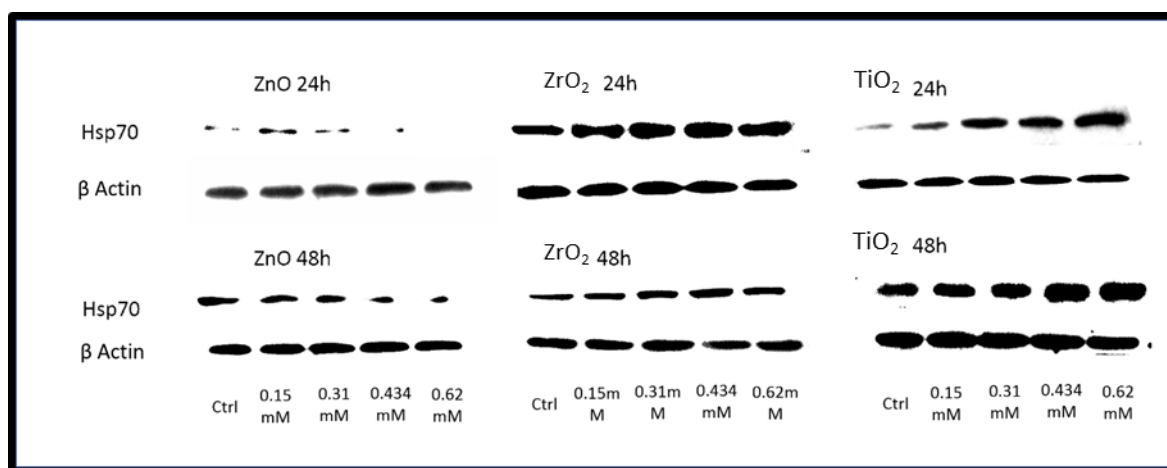 ZnO 24h
ZrO₂ 24h
TiO₂ 24h
Hsp70
β Actin
ZnO 48h
ZrO₂ 48h
TiO₂ 48h
Hsp70
β Actin
Ctrl
0.15
mM
0.31
mM
0.434
mM
0.62
mM
Ctrl
0.15m
M
0.31m
M
0.434
mM
0.62m
M
Ctrl
0.15
mM
0.31
mM
0.434
mM
0.62
mM